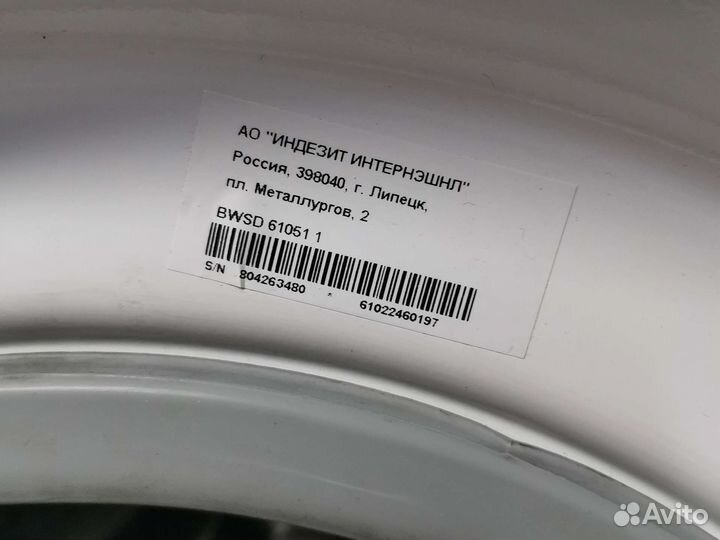 АО "ИНДЕЗИТ ИНТЕРНЭШНЛ"
Россия, 398040, г. Липецк,
пл. Металлургов, 2
BWSD 61051 1
S/N 804263480 * 61022460197
Avito